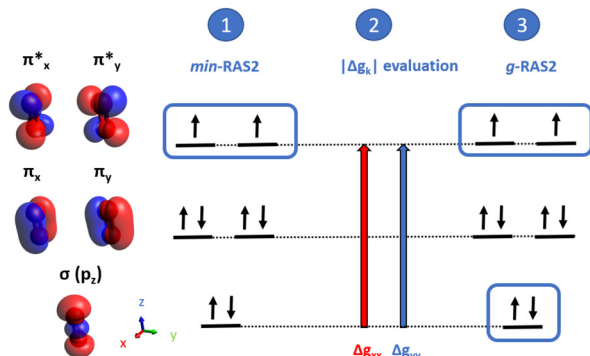 1 2 3
π*x π*y min-RAS2 |Δgk| evaluation g-RAS2
πx πy
σ (pz)
z
x y
Δgxx Δgyy